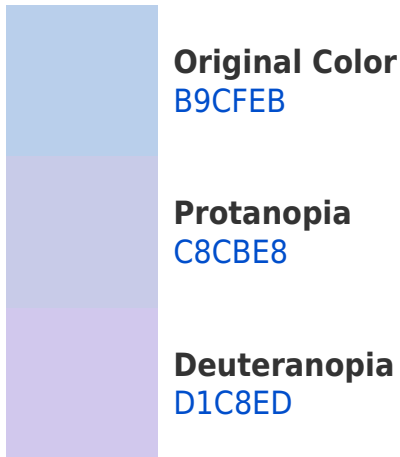 Original Color
B9CFEB
Protanopia
C8CBE8
Deuteranopia
D1C8ED